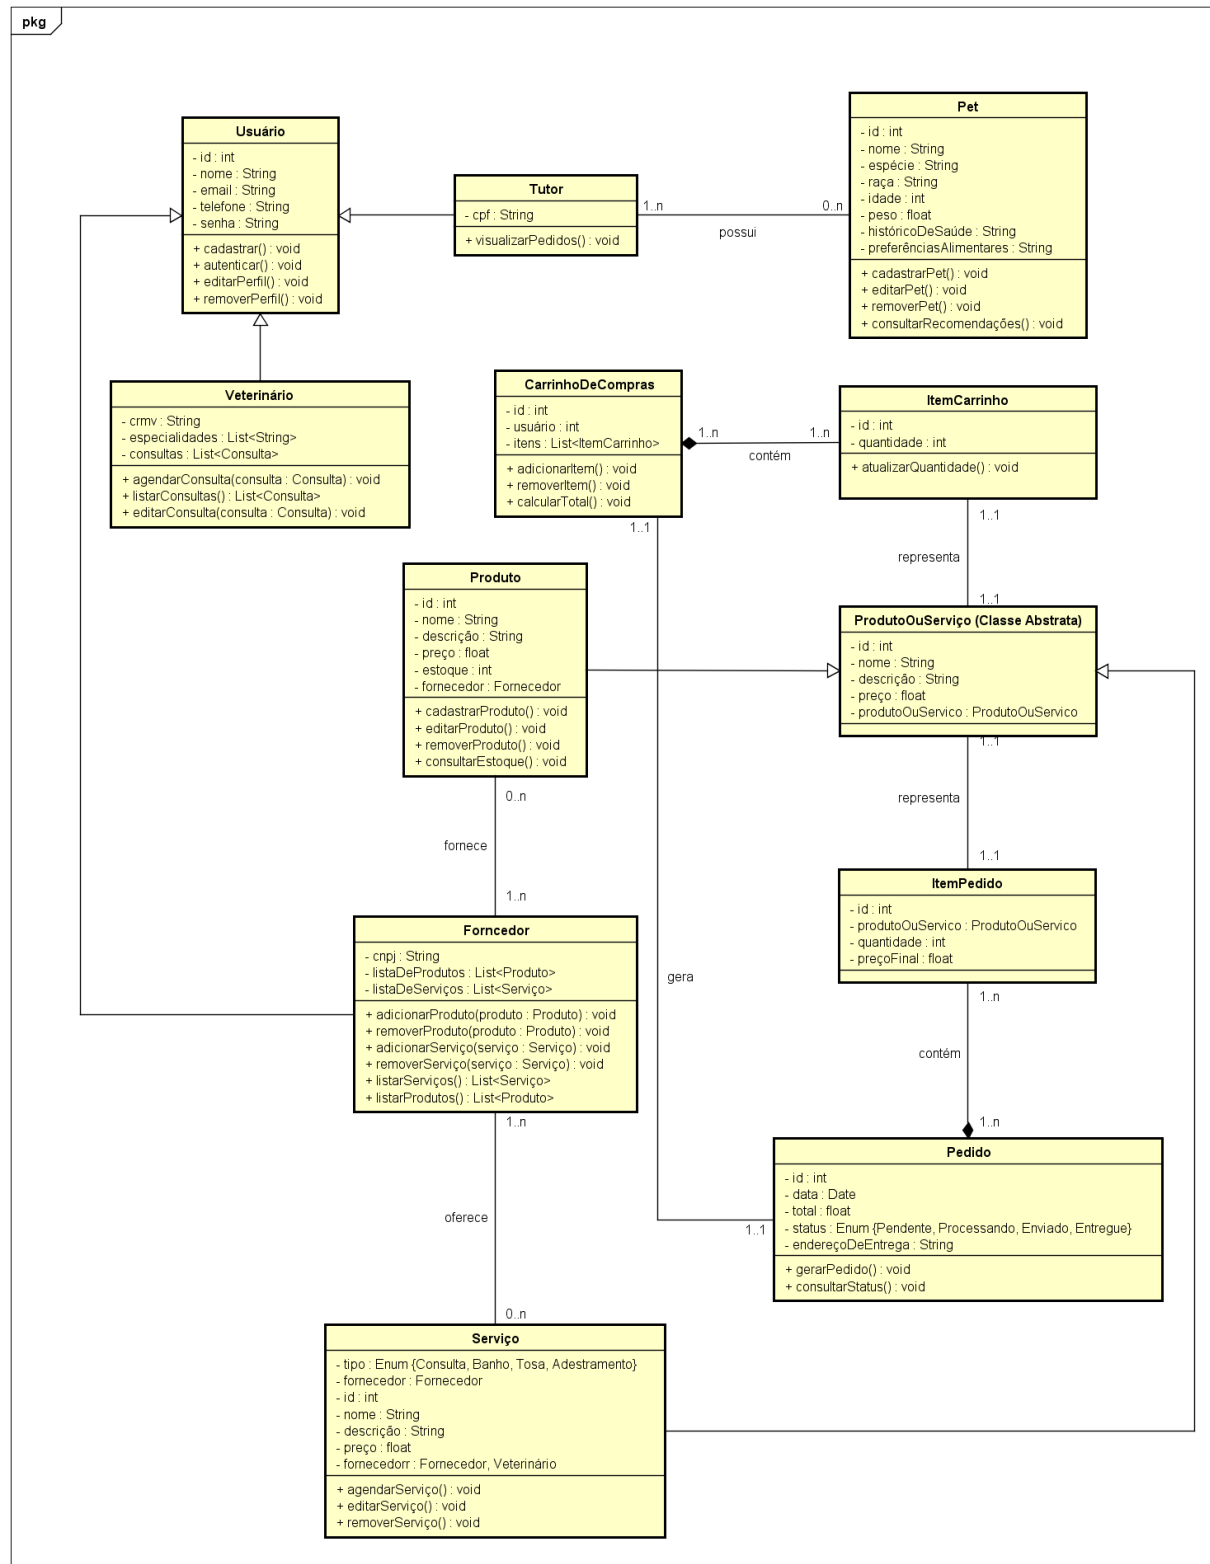 pkg
Usuário
- id : int
- nome : String
- email : String
- telefone : String
- senha : String
+ cadastrar() : void
+ autenticar() : void
+ editarPerfil() : void
+ removerPerfil() : void
Tutor
- cpf : String
+ visualizarPedidos() : void
1..n
0..n
possui
Pet
- id : int
- nome : String
- espécie : String
- raça : String
- idade : int
- peso : float
- históricoDeSaúde : String
- preferênciasAlimentares : String
+ cadastrarPet() : void
+ editarPet() : void
+ removerPet() : void
+ consultarRecomendações() : void
Veterinário
- crmv : String
- especialidades : List<String>
- consultas : List<Consulta>
+ agendarConsulta(consulta : Consulta) : void
+ listarConsultas() : List<Consulta>
+ editarConsulta(consulta : Consulta) : void
CarrinhoDeCompras
- id : int
- usuário : int
- itens : List<ItemCarrinho>
+ adicionarItem() : void
+ removerItem() : void
+ calcularTotal() : void
1..n
1..n
contém
ItemCarrinho
- id : int
- quantidade : int
+ atualizarQuantidade() : void
1..1
1..1
representa
1..1
Produto
- id : int
- nome : String
- descrição : String
- preço : float
- estoque : int
- fornecedor : Fornecedor
+ cadastrarProduto() : void
+ editarProduto() : void
+ removerProduto() : void
+ consultarEstoque() : void
ProdutoOuServiço (Classe Abstrata)
- id : int
- nome : String
- descrição : String
- preço : float
- produtoOuServico : ProdutoOuServico
1..1
representa
1..1
0..n
fornece
1..n
ItemPedido
- id : int
- produtoOuServico : ProdutoOuServico
- quantidade : int
- preçoFinal : float
Forncedor
- cnpj : String
- listaDeProdutos : List<Produto>
- listaDeServiços : List<Serviço>
+ adicionarProduto(produto : Produto) : void
+ removerProduto(produto : Produto) : void
+ adicionarServiço(serviço : Serviço) : void
+ removerServiço(serviço : Serviço) : void
+ listarServiços() : List<Serviço>
+ listarProdutos() : List<Produto>
gera
1..n
contém
1..n
1..n
oferece
0..n
Pedido
- id : int
- data : Date
- total : float
- status : Enum {Pendente, Processando, Enviado, Entregue}
- endereçoDeEntrega : String
+ gerarPedido() : void
+ consultarStatus() : void
1..1
Serviço
- tipo : Enum {Consulta, Banho, Tosa, Adestramento}
- fornecedor : Fornecedor
- id : int
- nome : String
- descrição : String
- preço : float
- fornecedorr : Fornecedor, Veterinário
+ agendarServiço() : void
+ editarServiço() : void
+ removerServiço() : void